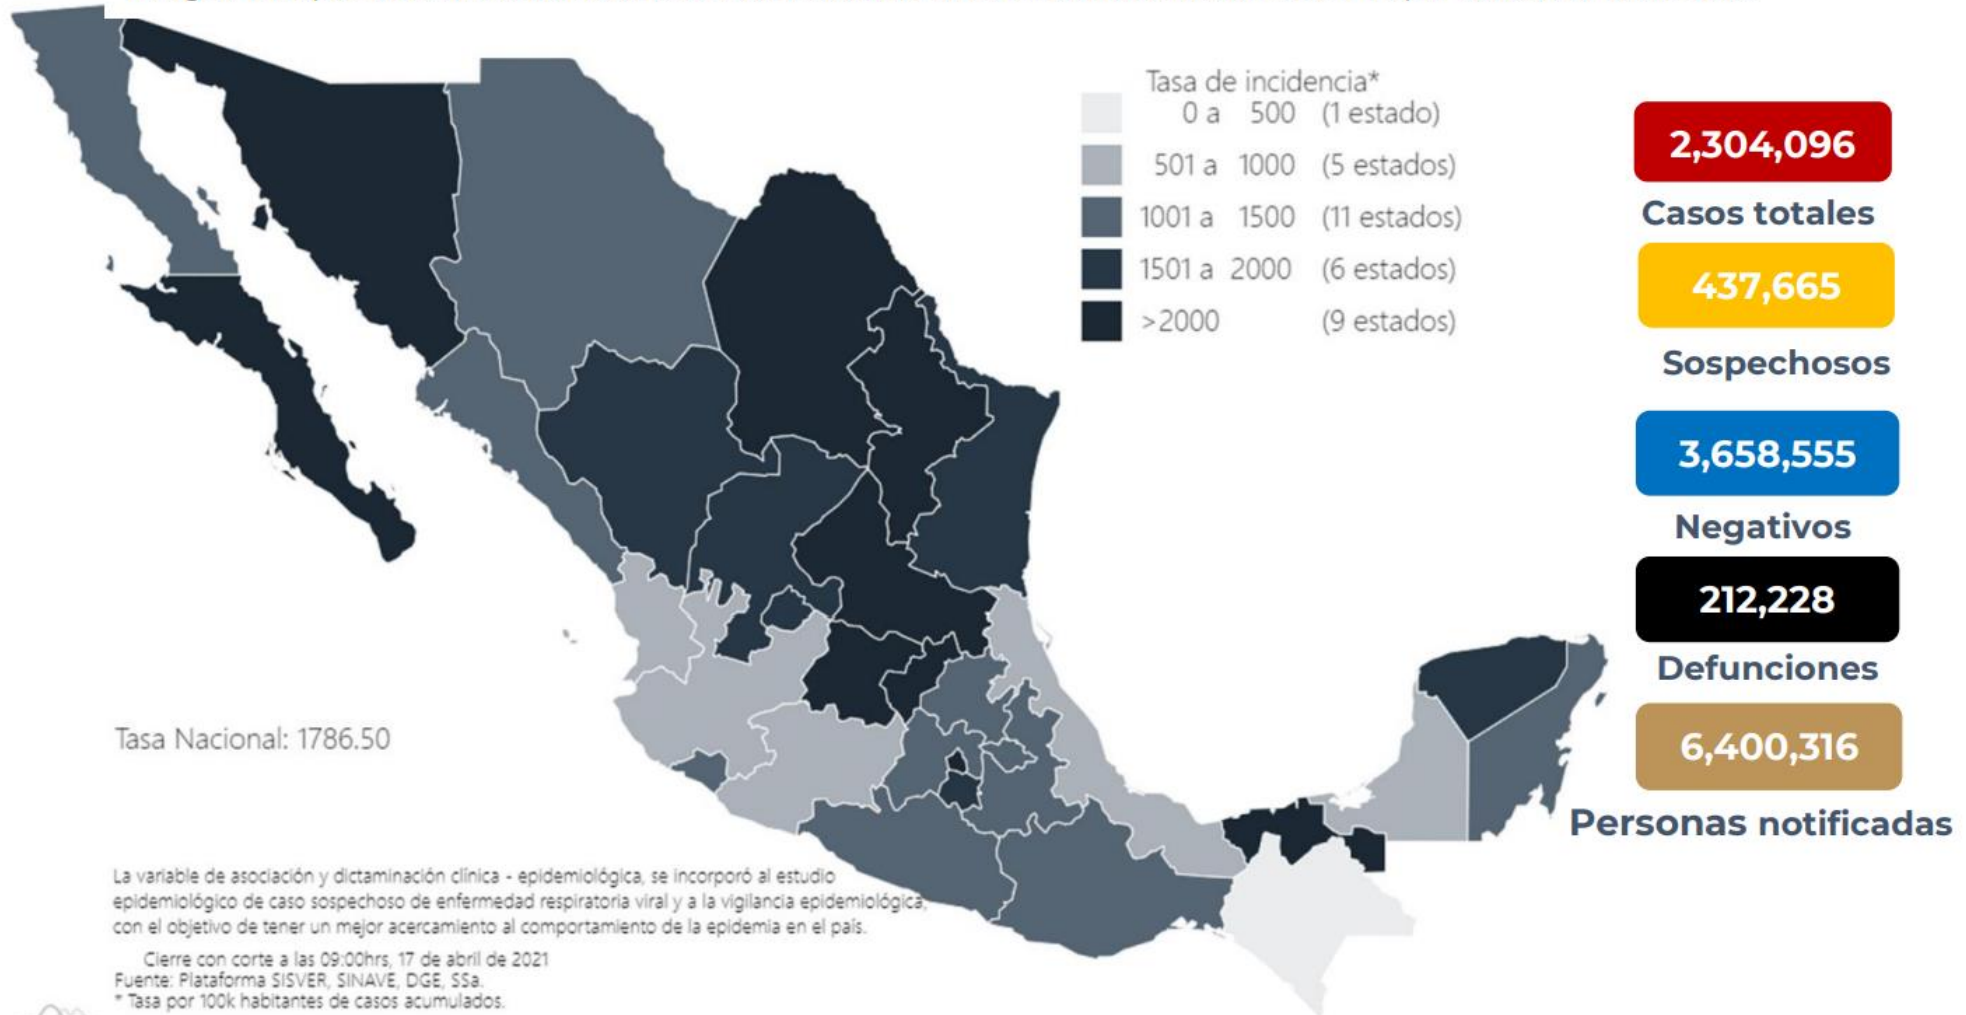 Tasa de incidencia*
0 a 500 (1 estado)
501 a 1000 (5 estados)
1001 a 1500 (11 estados)
1501 a 2000 (6 estados)
>2000 (9 estados)
2,304,096
Casos totales
437,665
Sospechosos
3,658,555
Negativos
212,228
Defunciones
6,400,316
Personas notificadas
Tasa Nacional: 1786.50
La variable de asociación y dictaminación clínica - epidemiológica, se incorporó al estudio
epidemiológico de caso sospechoso de enfermedad respiratoria viral y a la vigilancia epidemiológica,
con el objetivo de tener un mejor acercamiento al comportamiento de la epidemia en el país.
Cierre con corte a las 09:00hrs, 17 de abril de 2021
Fuente: Plataforma SISVER, SINAVE, DGE, SSa.
* Tasa por 100k habitantes de casos acumulados.